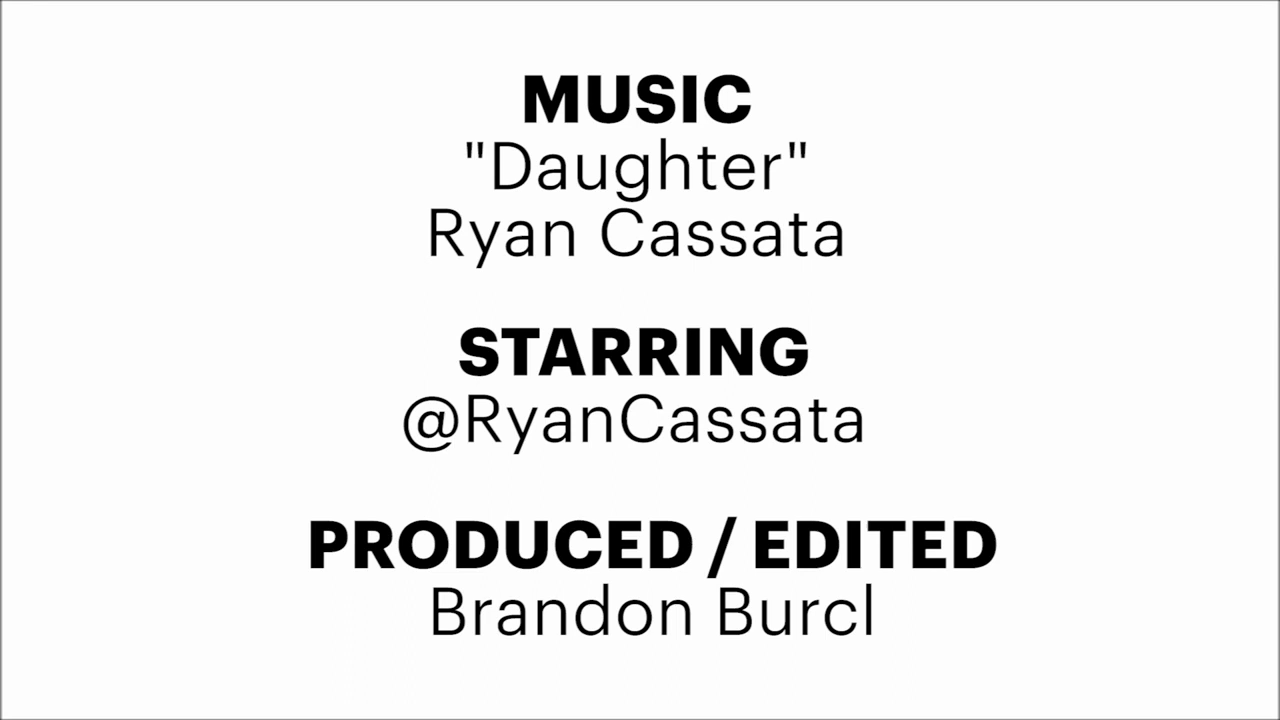 MUSIC
"Daughter"
Ryan Cassata
STARRING
@RyanCassata
PRODUCED / EDITED
Brandon Burcl